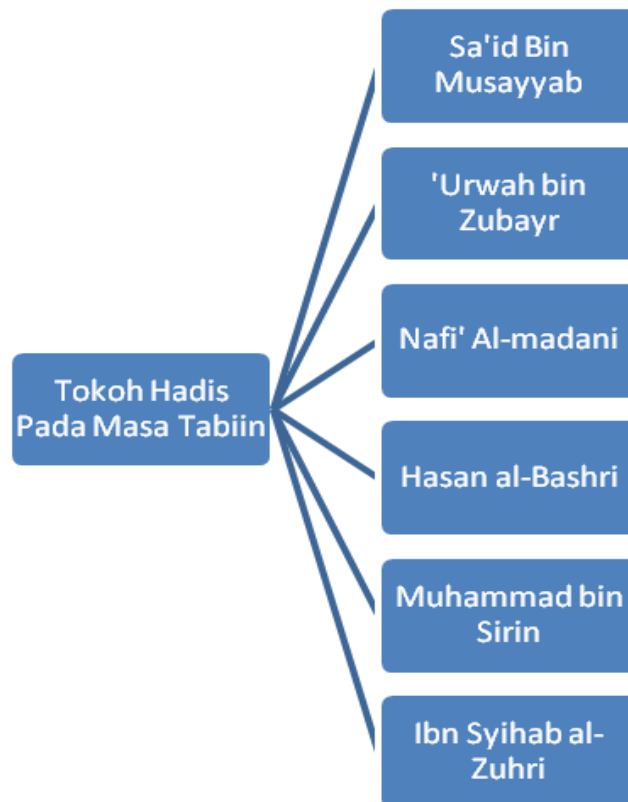 Tokoh Hadis
Pada Masa Tabiin
Sa'id Bin
Musayyab
'Urwah bin
Zubayr
Nafi' Al-madani
Hasan al-Bashri
Muhammad bin
Sirin
Ibn Syihab al-
Zuhri